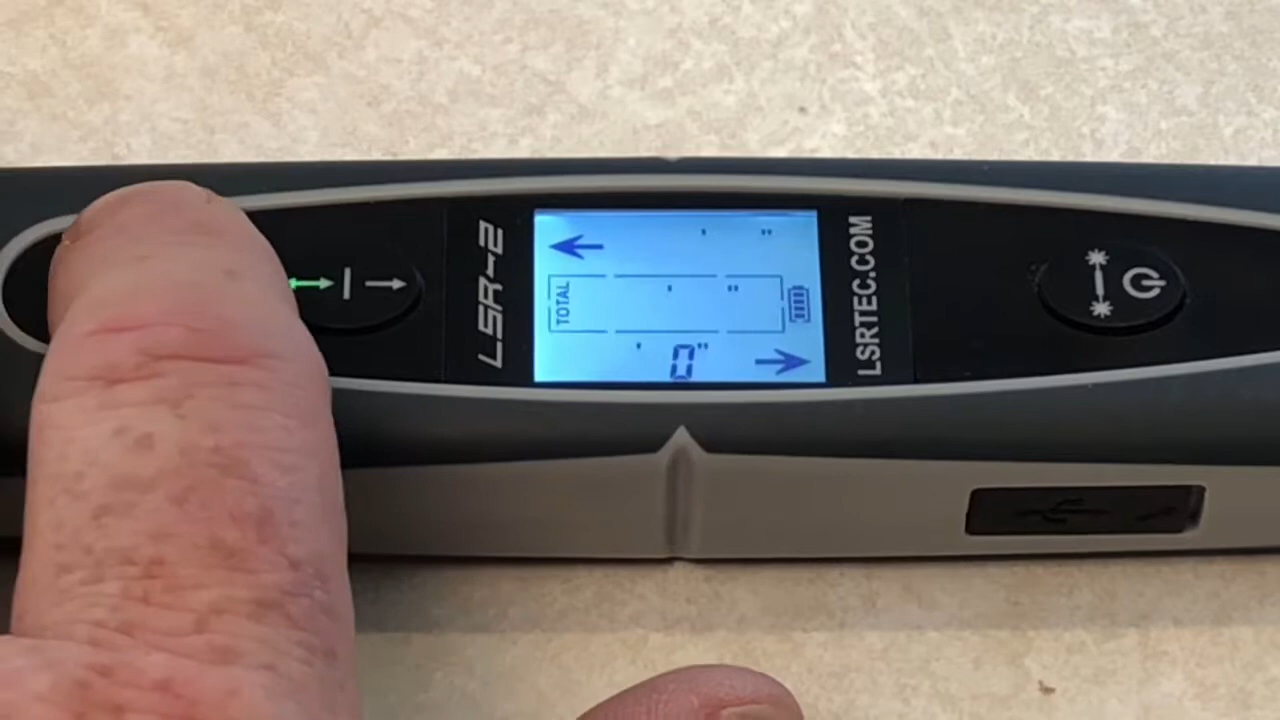 LSR-2
' "
TOTAL ' "
' 0"
LSRTEC.COM